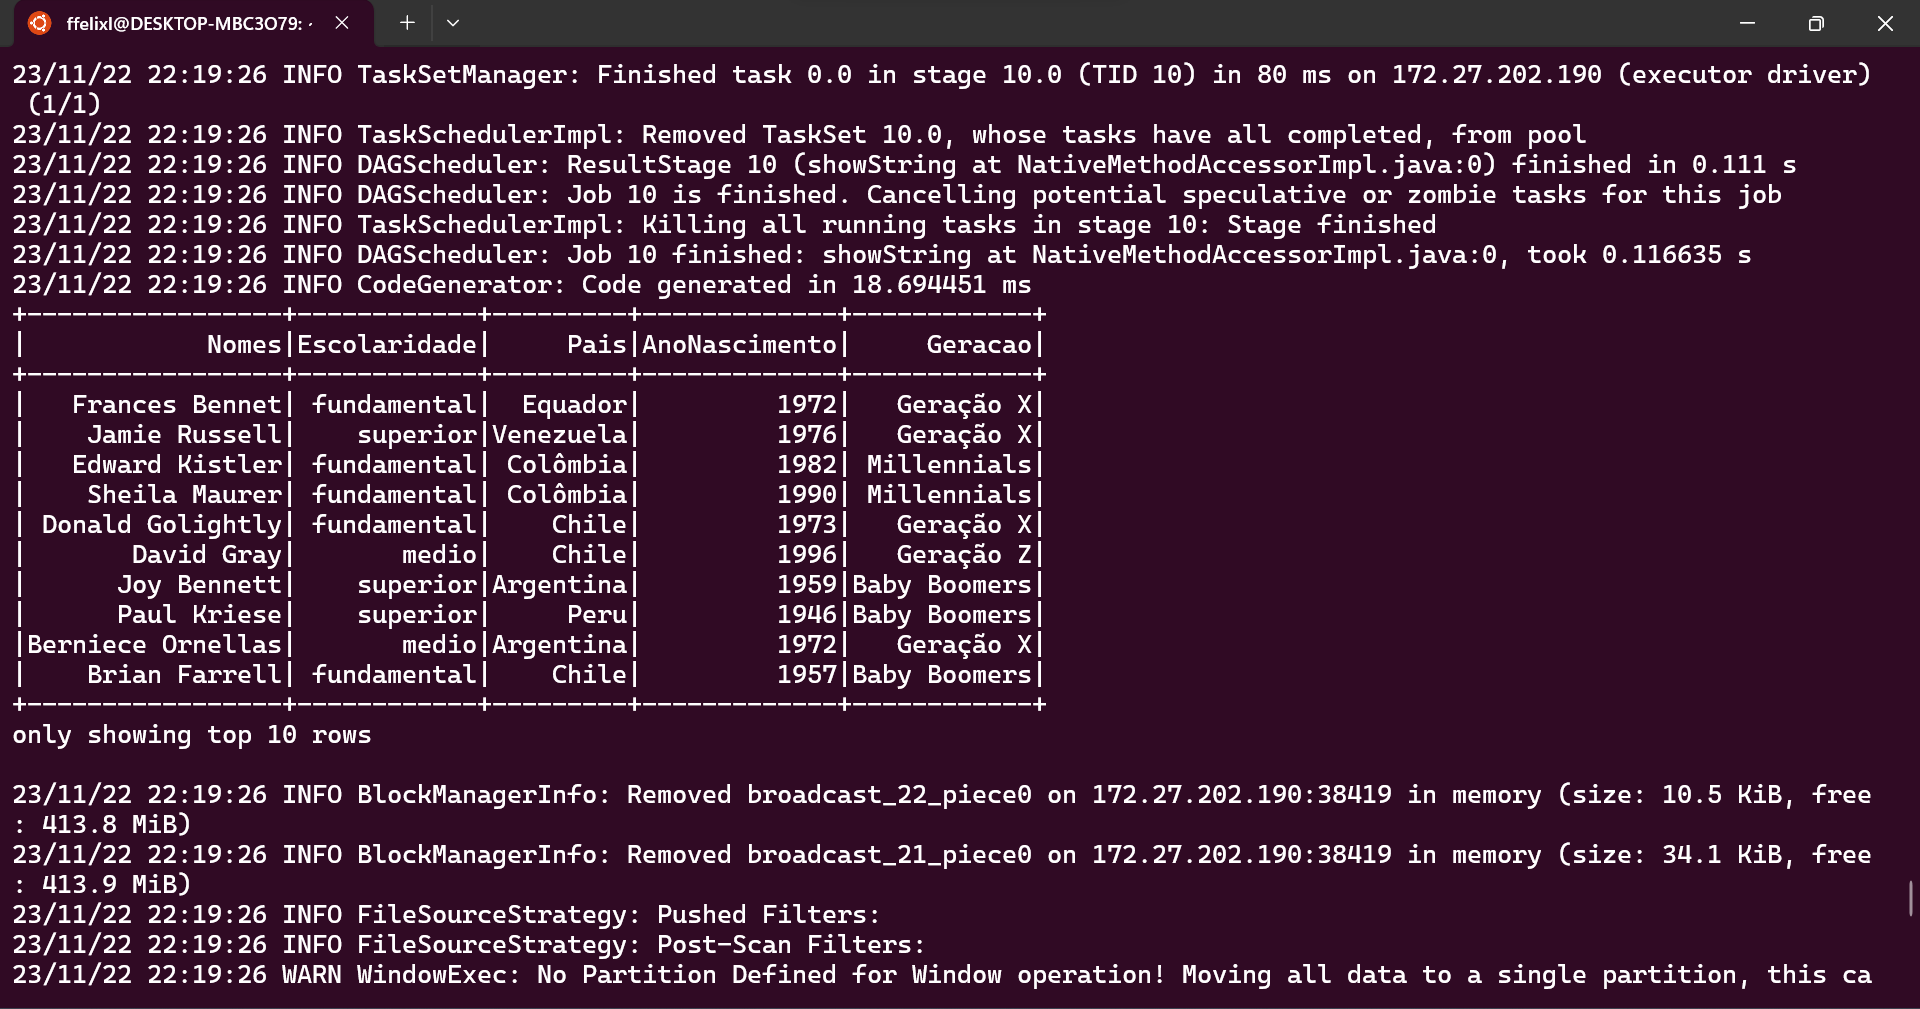 ffelixl@DESKTOP-MBC3O79: ~
23/11/22 22:19:26 INFO TaskSetManager: Finished task 0.0 in stage 10.0 (TID 10) in 80 ms on 172.27.202.190 (executor driver)
 (1/1)
23/11/22 22:19:26 INFO TaskSchedulerImpl: Removed TaskSet 10.0, whose tasks have all completed, from pool
23/11/22 22:19:26 INFO DAGScheduler: ResultStage 10 (showString at NativeMethodAccessorImpl.java:0) finished in 0.111 s
23/11/22 22:19:26 INFO DAGScheduler: Job 10 is finished. Cancelling potential speculative or zombie tasks for this job
23/11/22 22:19:26 INFO TaskSchedulerImpl: Killing all running tasks in stage 10: Stage finished
23/11/22 22:19:26 INFO DAGScheduler: Job 10 finished: showString at NativeMethodAccessorImpl.java:0, took 0.116635 s
23/11/22 22:19:26 INFO CodeGenerator: Code generated in 18.694451 ms
+-----------------+------------+---------+-------------+------------+
|            Nomes|Escolaridade|     Pais|AnoNascimento|     Geracao|
+-----------------+------------+---------+-------------+------------+
|   Frances Bennet| fundamental|  Equador|         1972|   Geração X|
|    Jamie Russell|    superior|Venezuela|         1976|   Geração X|
|   Edward Kistler| fundamental| Colômbia|         1982| Millennials|
|    Sheila Maurer| fundamental| Colômbia|         1990| Millennials|
| Donald Golightly| fundamental|    Chile|         1973|   Geração X|
|       David Gray|       medio|    Chile|         1996|   Geração Z|
|      Joy Bennett|    superior|Argentina|         1959|Baby Boomers|
|      Paul Kriese|    superior|     Peru|         1946|Baby Boomers|
|Berniece Ornellas|       medio|Argentina|         1972|   Geração X|
|    Brian Farrell| fundamental|    Chile|         1957|Baby Boomers|
+-----------------+------------+---------+-------------+------------+
only showing top 10 rows
23/11/22 22:19:26 INFO BlockManagerInfo: Removed broadcast_22_piece0 on 172.27.202.190:38419 in memory (size: 10.5 KiB, free
: 413.8 MiB)
23/11/22 22:19:26 INFO BlockManagerInfo: Removed broadcast_21_piece0 on 172.27.202.190:38419 in memory (size: 34.1 KiB, free
: 413.9 MiB)
23/11/22 22:19:26 INFO FileSourceStrategy: Pushed Filters:
23/11/22 22:19:26 INFO FileSourceStrategy: Post-Scan Filters:
23/11/22 22:19:26 WARN WindowExec: No Partition Defined for Window operation! Moving all data to a single partition, this ca